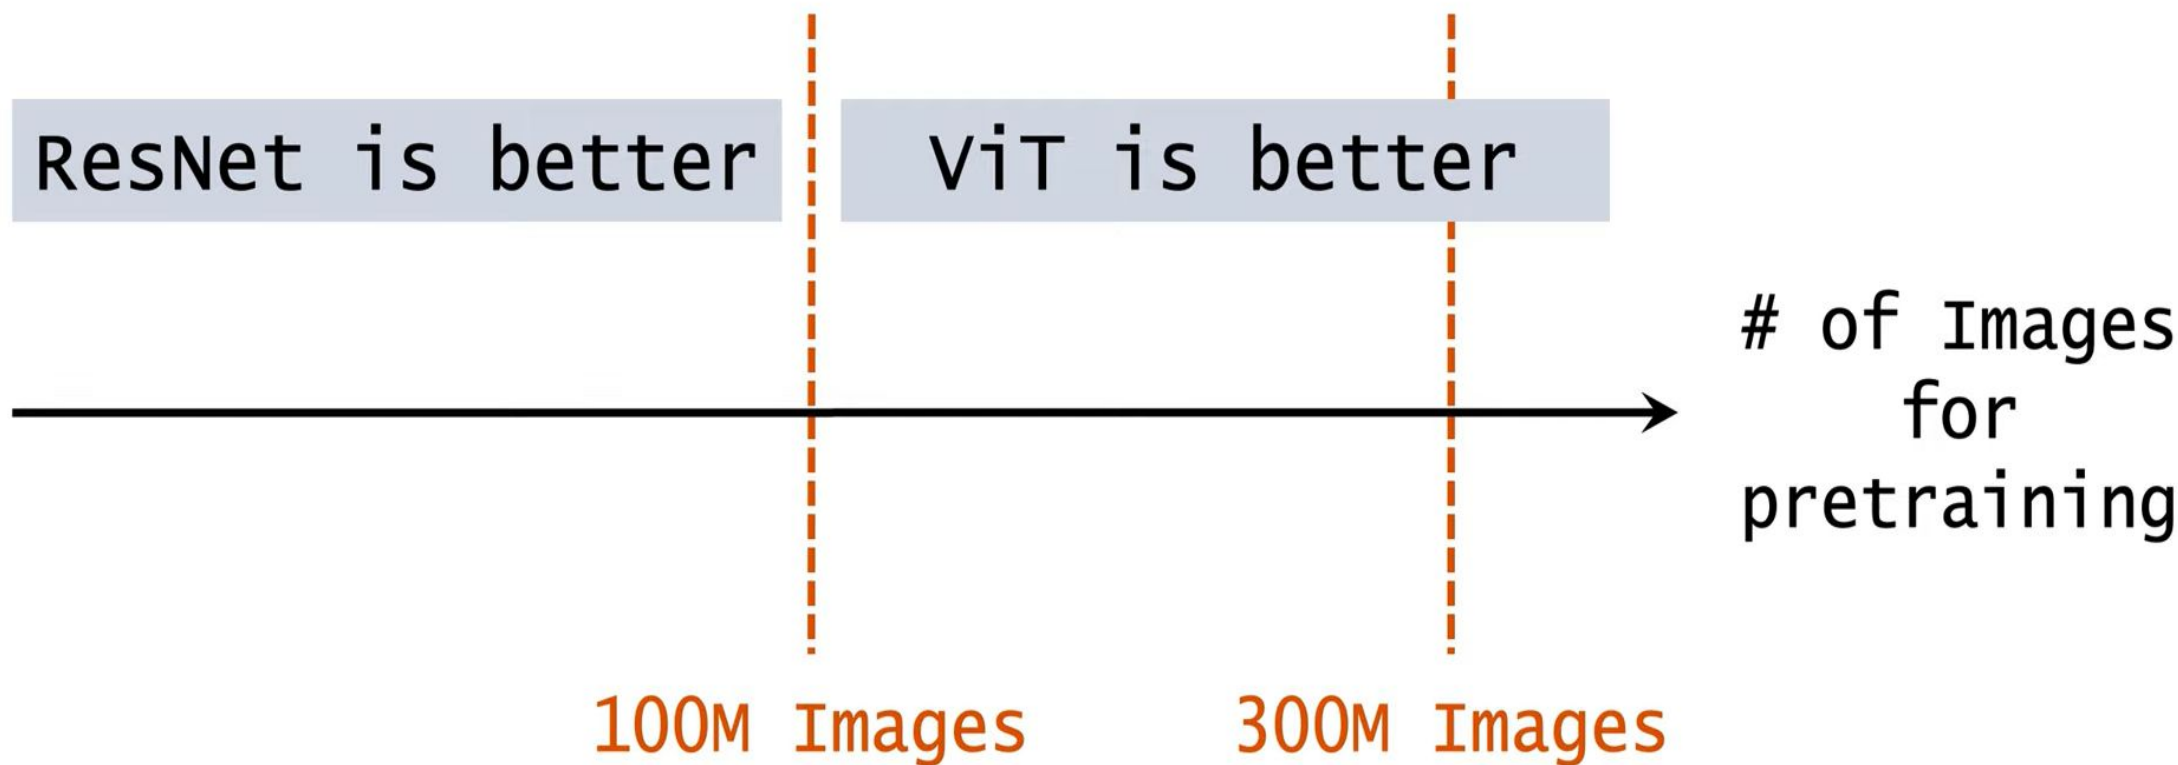 ResNet is better
ViT is better
# of Images
for
pretraining
100M Images
300M Images